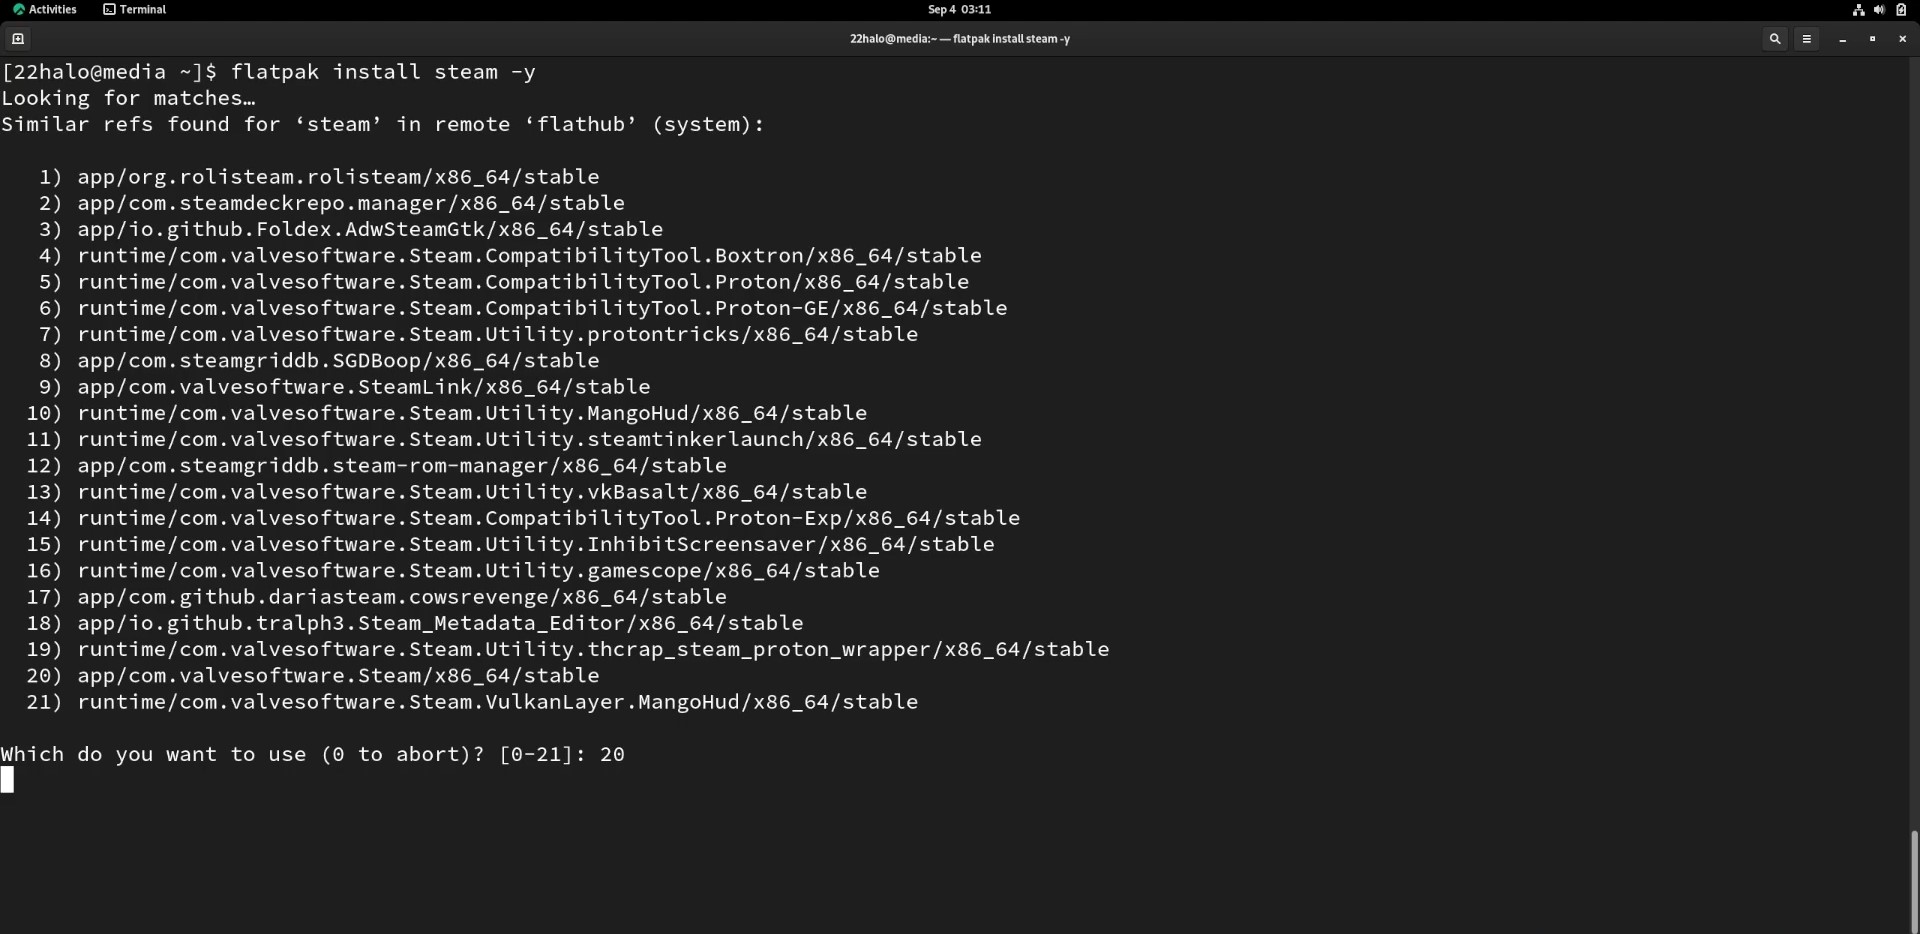 Activities Terminal Sep 4 03:11
22halo@media:~ — flatpak install steam -y
[22halo@media ~]$ flatpak install steam -y
Looking for matches…
Similar refs found for ‘steam’ in remote ‘flathub’ (system):
1) app/org.rolisteam.rolisteam/x86_64/stable
2) app/com.steamdeckrepo.manager/x86_64/stable
3) app/io.github.Foldex.AdwSteamGtk/x86_64/stable
4) runtime/com.valvesoftware.Steam.CompatibilityTool.Boxtron/x86_64/stable
5) runtime/com.valvesoftware.Steam.CompatibilityTool.Proton/x86_64/stable
6) runtime/com.valvesoftware.Steam.CompatibilityTool.Proton-GE/x86_64/stable
7) runtime/com.valvesoftware.Steam.Utility.protontricks/x86_64/stable
8) app/com.steamgriddb.SGDBoop/x86_64/stable
9) app/com.valvesoftware.SteamLink/x86_64/stable
10) runtime/com.valvesoftware.Steam.Utility.MangoHud/x86_64/stable
11) runtime/com.valvesoftware.Steam.Utility.steamtinkerlaunch/x86_64/stable
12) app/com.steamgriddb.steam-rom-manager/x86_64/stable
13) runtime/com.valvesoftware.Steam.Utility.vkBasalt/x86_64/stable
14) runtime/com.valvesoftware.Steam.CompatibilityTool.Proton-Exp/x86_64/stable
15) runtime/com.valvesoftware.Steam.Utility.InhibitScreensaver/x86_64/stable
16) runtime/com.valvesoftware.Steam.Utility.gamescope/x86_64/stable
17) app/com.github.dariasteam.cowsrevenge/x86_64/stable
18) app/io.github.tralph3.Steam_Metadata_Editor/x86_64/stable
19) runtime/com.valvesoftware.Steam.Utility.thcrap_steam_proton_wrapper/x86_64/stable
20) app/com.valvesoftware.Steam/x86_64/stable
21) runtime/com.valvesoftware.Steam.VulkanLayer.MangoHud/x86_64/stable
Which do you want to use (0 to abort)? [0-21]: 20